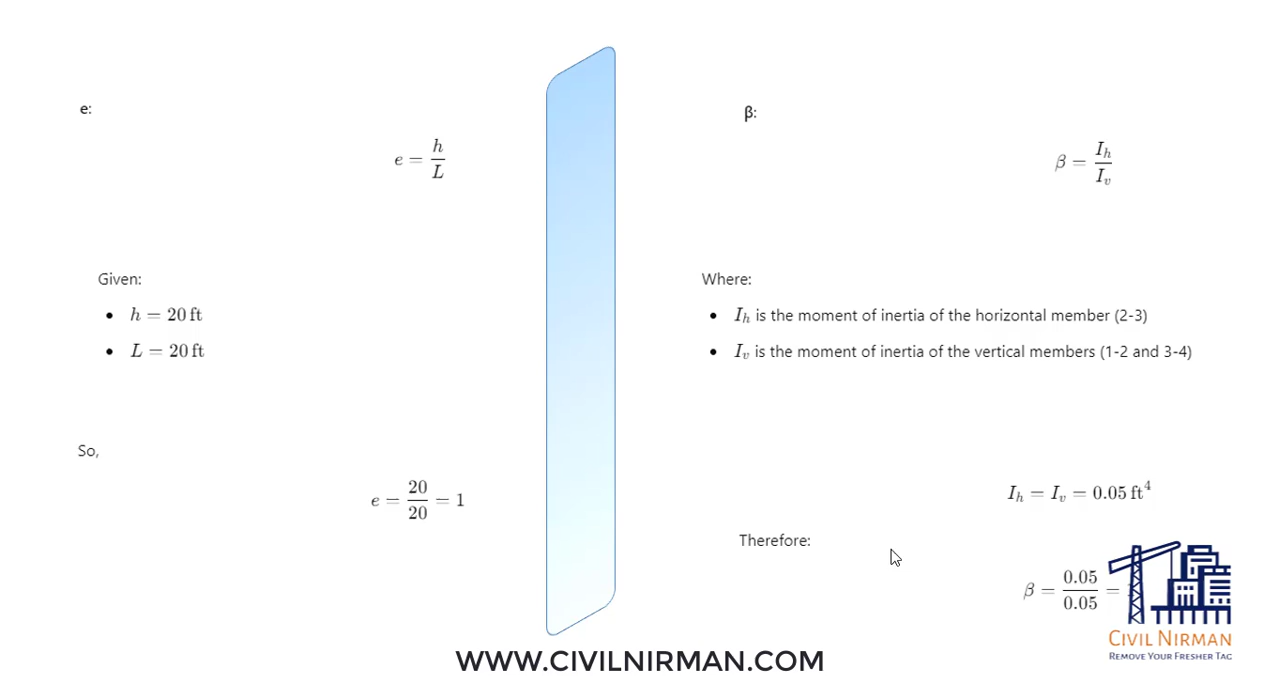 e:
e = h/L
Given:
• h = 20 ft
• L = 20 ft
So,
e = 20/20 = 1
β:
β = I_h/I_v
Where:
• I_h is the moment of inertia of the horizontal member (2-3)
• I_v is the moment of inertia of the vertical members (1-2 and 3-4)
I_h = I_v = 0.05 ft⁴
Therefore:
β = 0.05/0.05 =
CIVIL NIRMAN
REMOVE YOUR FRESHER TAG
WWW.CIVILNIRMAN.COM